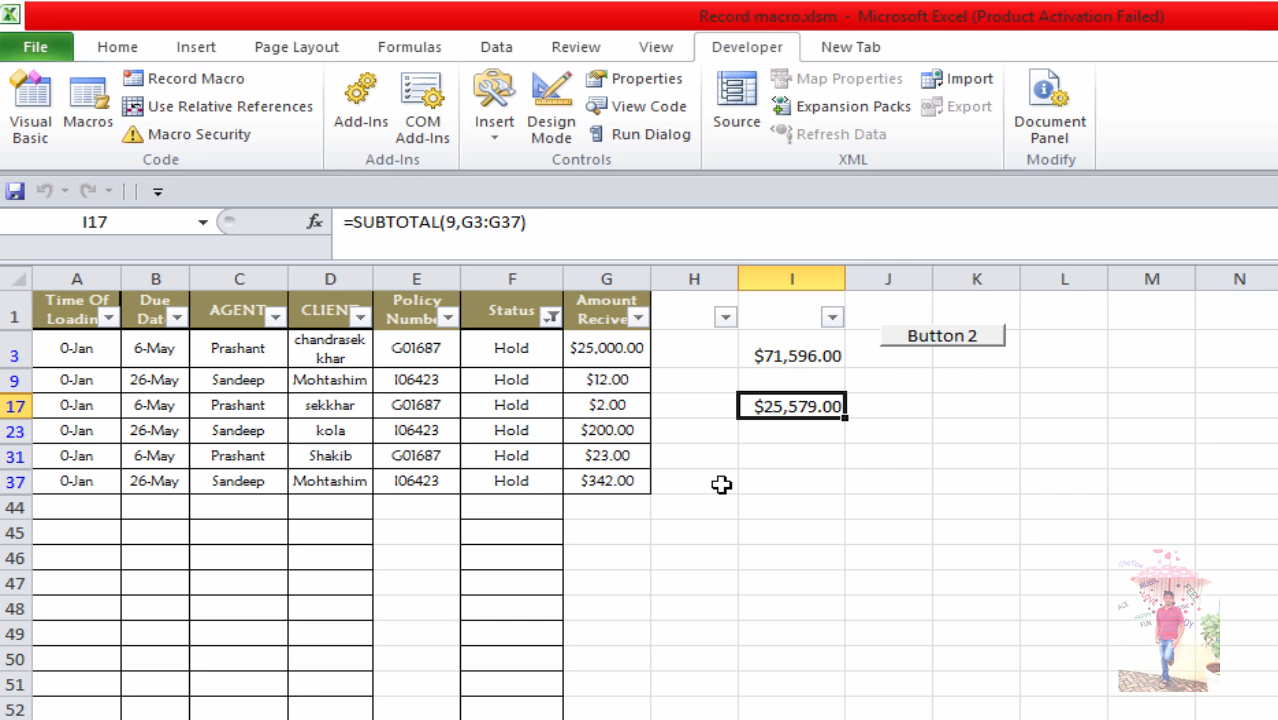 Record macro.xlsm - Microsoft Excel (Product Activation Failed)
File Home Insert Page Layout Formulas Data Review View Developer New Tab
Visual Basic
Macros
Record Macro
Use Relative References
Macro Security
Code
Add-Ins
COM Add-Ins
Add-Ins
Insert
Design Mode
Properties
View Code
Run Dialog
Controls
Source
Map Properties
Expansion Packs
Refresh Data
Import
Export
XML
Document Panel
Modify
I17 fx =SUBTOTAL(9,G3:G37)
A B C D E F G H I J K L M N
1 Time Of Loadin Due Dat AGENT CLIENT Policy Numbe Status Amount Recive
Button 2
3 0-Jan 6-May Prashant chandrasek khar G01687 Hold $25,000.00 $71,596.00
9 0-Jan 26-May Sandeep Mohtashim I06423 Hold $12.00
17 0-Jan 6-May Prashant sekkhar G01687 Hold $2.00 $25,579.00
23 0-Jan 26-May Sandeep kola I06423 Hold $200.00
31 0-Jan 6-May Prashant Shakib G01687 Hold $23.00
37 0-Jan 26-May Sandeep Mohtashim I06423 Hold $342.00
44
45
46
47
48
49
50
51
52